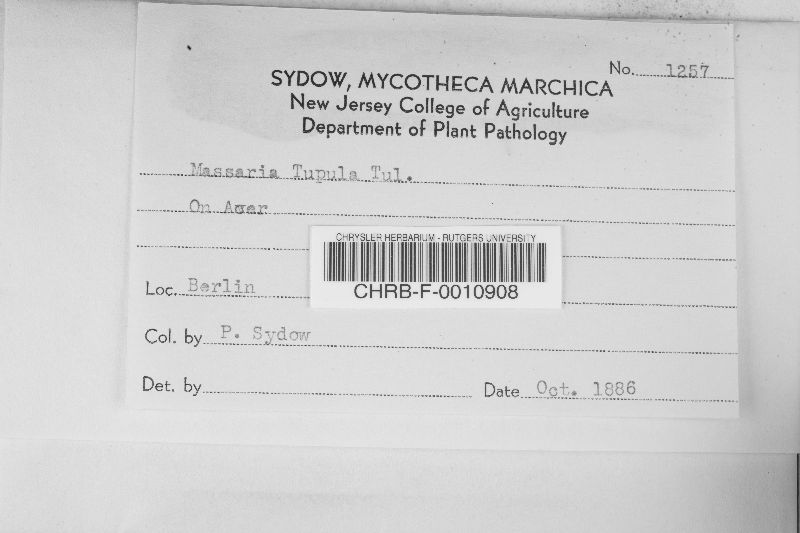 No. 1257
SYDOW, MYCOTHECA MARCHICA
New Jersey College of Agriculture
Department of Plant Pathology
Massaria Tupula Tul.
On Acer
CHRYSLER HERBARIUM - RUTGERS UNIVERSITY
CHRB-F-0010908
Loc. Berlin
Col. by P. Sydow
Det. by
Date Oct. 1886